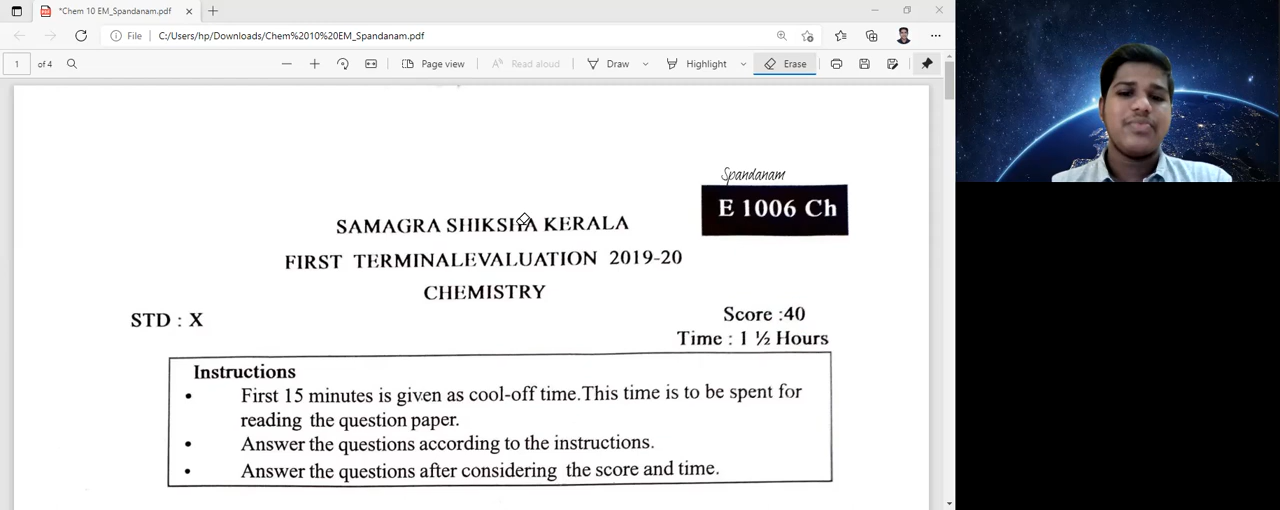 *Chem 10 EM_Spandanam.pdf
File C:/Users/hp/Downloads/Chem%2010%20EM_Spandanam.pdf
1 of 4 Page view Read aloud Draw Highlight Erase
Spandanam
E 1006 Ch
SAMAGRA SHIKSHA KERALA
FIRST TERMINALEVALUATION 2019-20
CHEMISTRY
STD : X
Score :40
Time : 1 ½ Hours
Instructions
• First 15 minutes is given as cool-off time.This time is to be spent for
reading the question paper.
• Answer the questions according to the instructions.
• Answer the questions after considering the score and time.